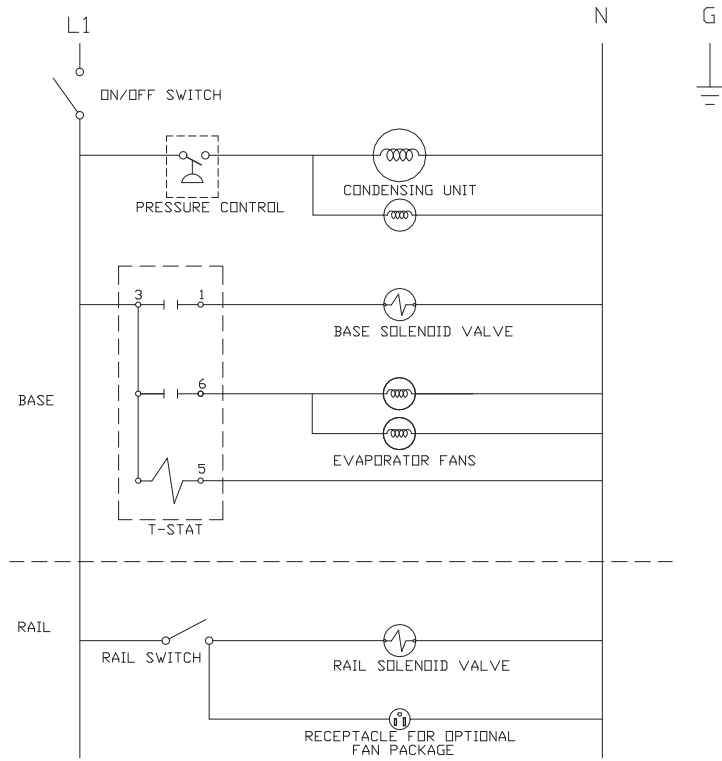 L1
N
G
ON/OFF SWITCH
PRESSURE CONTROL
CONDENSING UNIT
3
1
BASE SOLENOID VALVE
BASE
6
EVAPORATOR FANS
5
T-STAT
RAIL
RAIL SWITCH
RAIL SOLENOID VALVE
RECEPTACLE FOR OPTIONAL
FAN PACKAGE